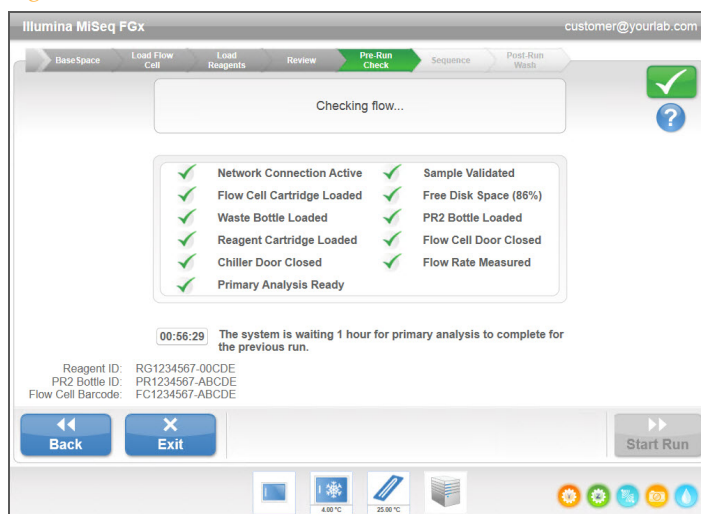 Illumina MiSeq FGx
customer@yourlab.com
BaseSpace
Load Flow
Cell
Load
Reagents
Review
Pre-Run
Check
Sequence
Post-Run
Wash
Checking flow...
?
Network Connection Active
Sample Validated
Flow Cell Cartridge Loaded
Free Disk Space (86%)
Waste Bottle Loaded
PR2 Bottle Loaded
Reagent Cartridge Loaded
Flow Cell Door Closed
Chiller Door Closed
Flow Rate Measured
Primary Analysis Ready
00:56:29
The system is waiting 1 hour for primary analysis to complete for
the previous run.
Reagent ID: RG1234567-00CDE
PR2 Bottle ID: PR1234567-ABCDE
Flow Cell Barcode: FC1234567-ABCDE
Back
Exit
Start Run
4.00 °C
25.00 °C